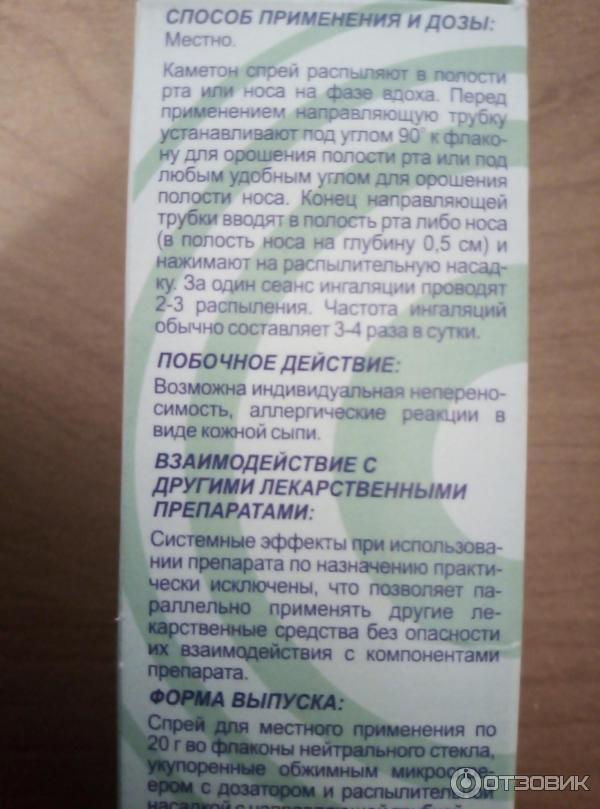 СПОСОБ ПРИМЕНЕНИЯ И ДОЗЫ:
Местно.
Каметон спрей распыляют в полости
рта или носа на фазе вдоха. Перед
применением направляющую трубку
устанавливают под углом 90° к флако-
ну для орошения полости рта или под
любым удобным углом для орошения
полости носа. Конец направляющей
трубки вводят в полость рта либо носа
(в полость носа на глубину 0,5 см) и
нажимают на распылительную насад-
ку. За один сеанс ингаляции проводят
2-3 распыления. Частота ингаляций
обычно составляет 3-4 раза в сутки.
ПОБОЧНОЕ ДЕЙСТВИЕ:
Возможна индивидуальная неперено-
симость, аллергические реакции в
виде кожной сыпи.
ВЗАИМОДЕЙСТВИЕ С
ДРУГИМИ ЛЕКАРСТВЕННЫМИ
ПРЕПАРАТАМИ:
Системные эффекты при использова-
нии препарата по назначению практи-
чески исключены, что позволяет па-
раллельно применять другие ле-
карственные средства без опасности
их взаимодействия с компонентами
препарата.
ФОРМА ВЫПУСКА:
Спрей для местного применения по
20 г во флаконы нейтрального стекла,
укупоренные обжимным
ером с дозатором и распылительной
насадкой с направляющей
ОТЗОВИК